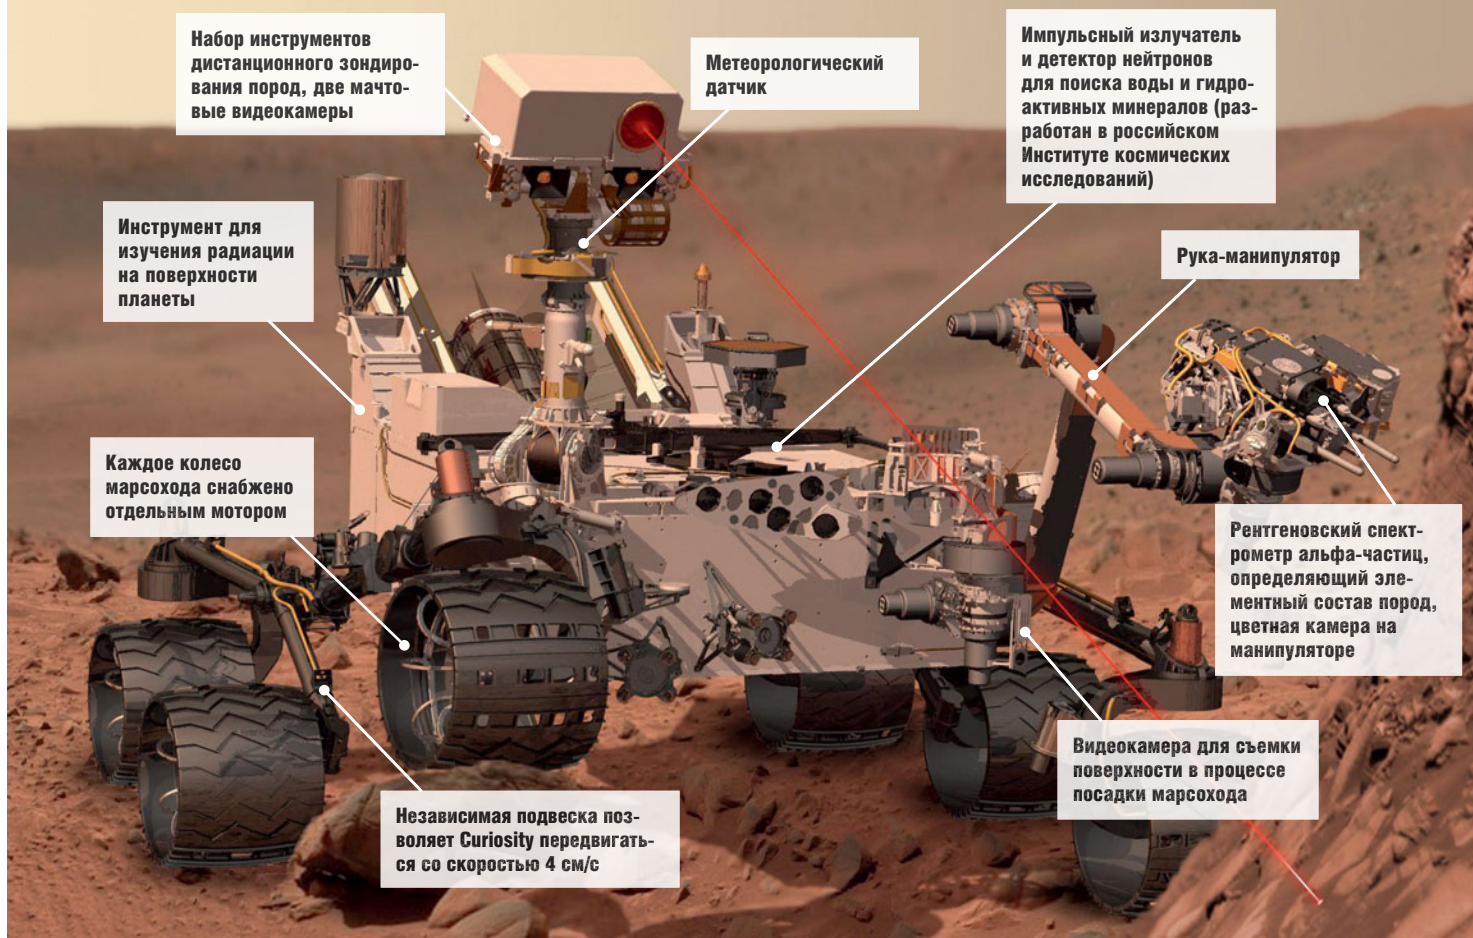 Набор инструментов
дистанционного зондиро-
вания пород, две мачто-
вые видеокамеры
Метеорологический
датчик
Импульсный излучатель
и детектор нейтронов
для поиска воды и гидро-
активных минералов (раз-
работан в российском
Институте космических
исследований)
Инструмент для
изучения радиации
на поверхности
планеты
Рука-манипулятор
Каждое колесо
марсохода снабжено
отдельным мотором
Рентгеновский спект-
рометр альфа-частиц,
определяющий эле-
ментный состав пород,
цветная камера на
манипуляторе
Видеокамера для съемки
поверхности в процессе
посадки марсохода
Независимая подвеска поз-
воляет Curiosity передвигать-
ся со скоростью 4 см/с